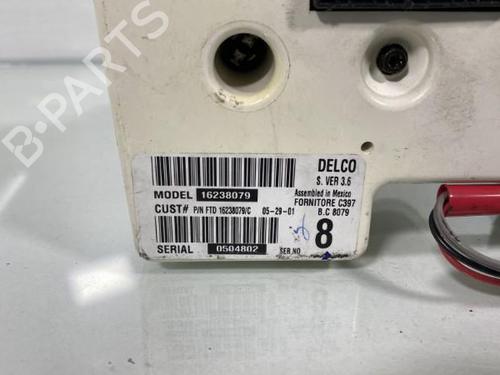 B-PARTS
DELCO
S. VER 3.6
MODEL 16238079
Assembled in Mexico
FORNITORE C397
CUST# P/N FTD 16238079/C 05-29-01
B.C 8079
SERIAL 0504802
SER.NO
8